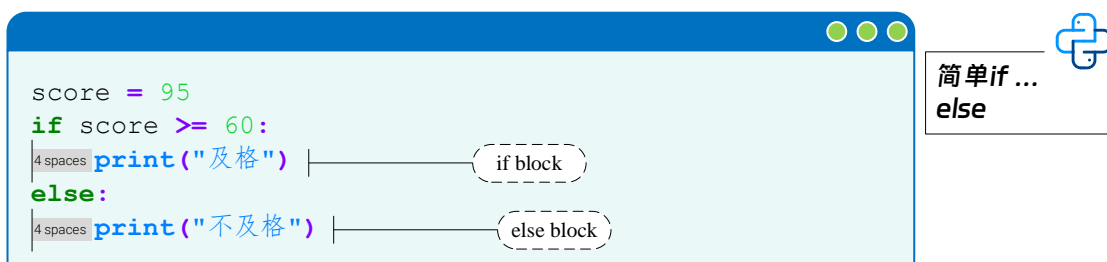 简单if ...
else
score = 95
if score >= 60:
4 spaces print("及格") if block
else:
4 spaces print("不及格") else block